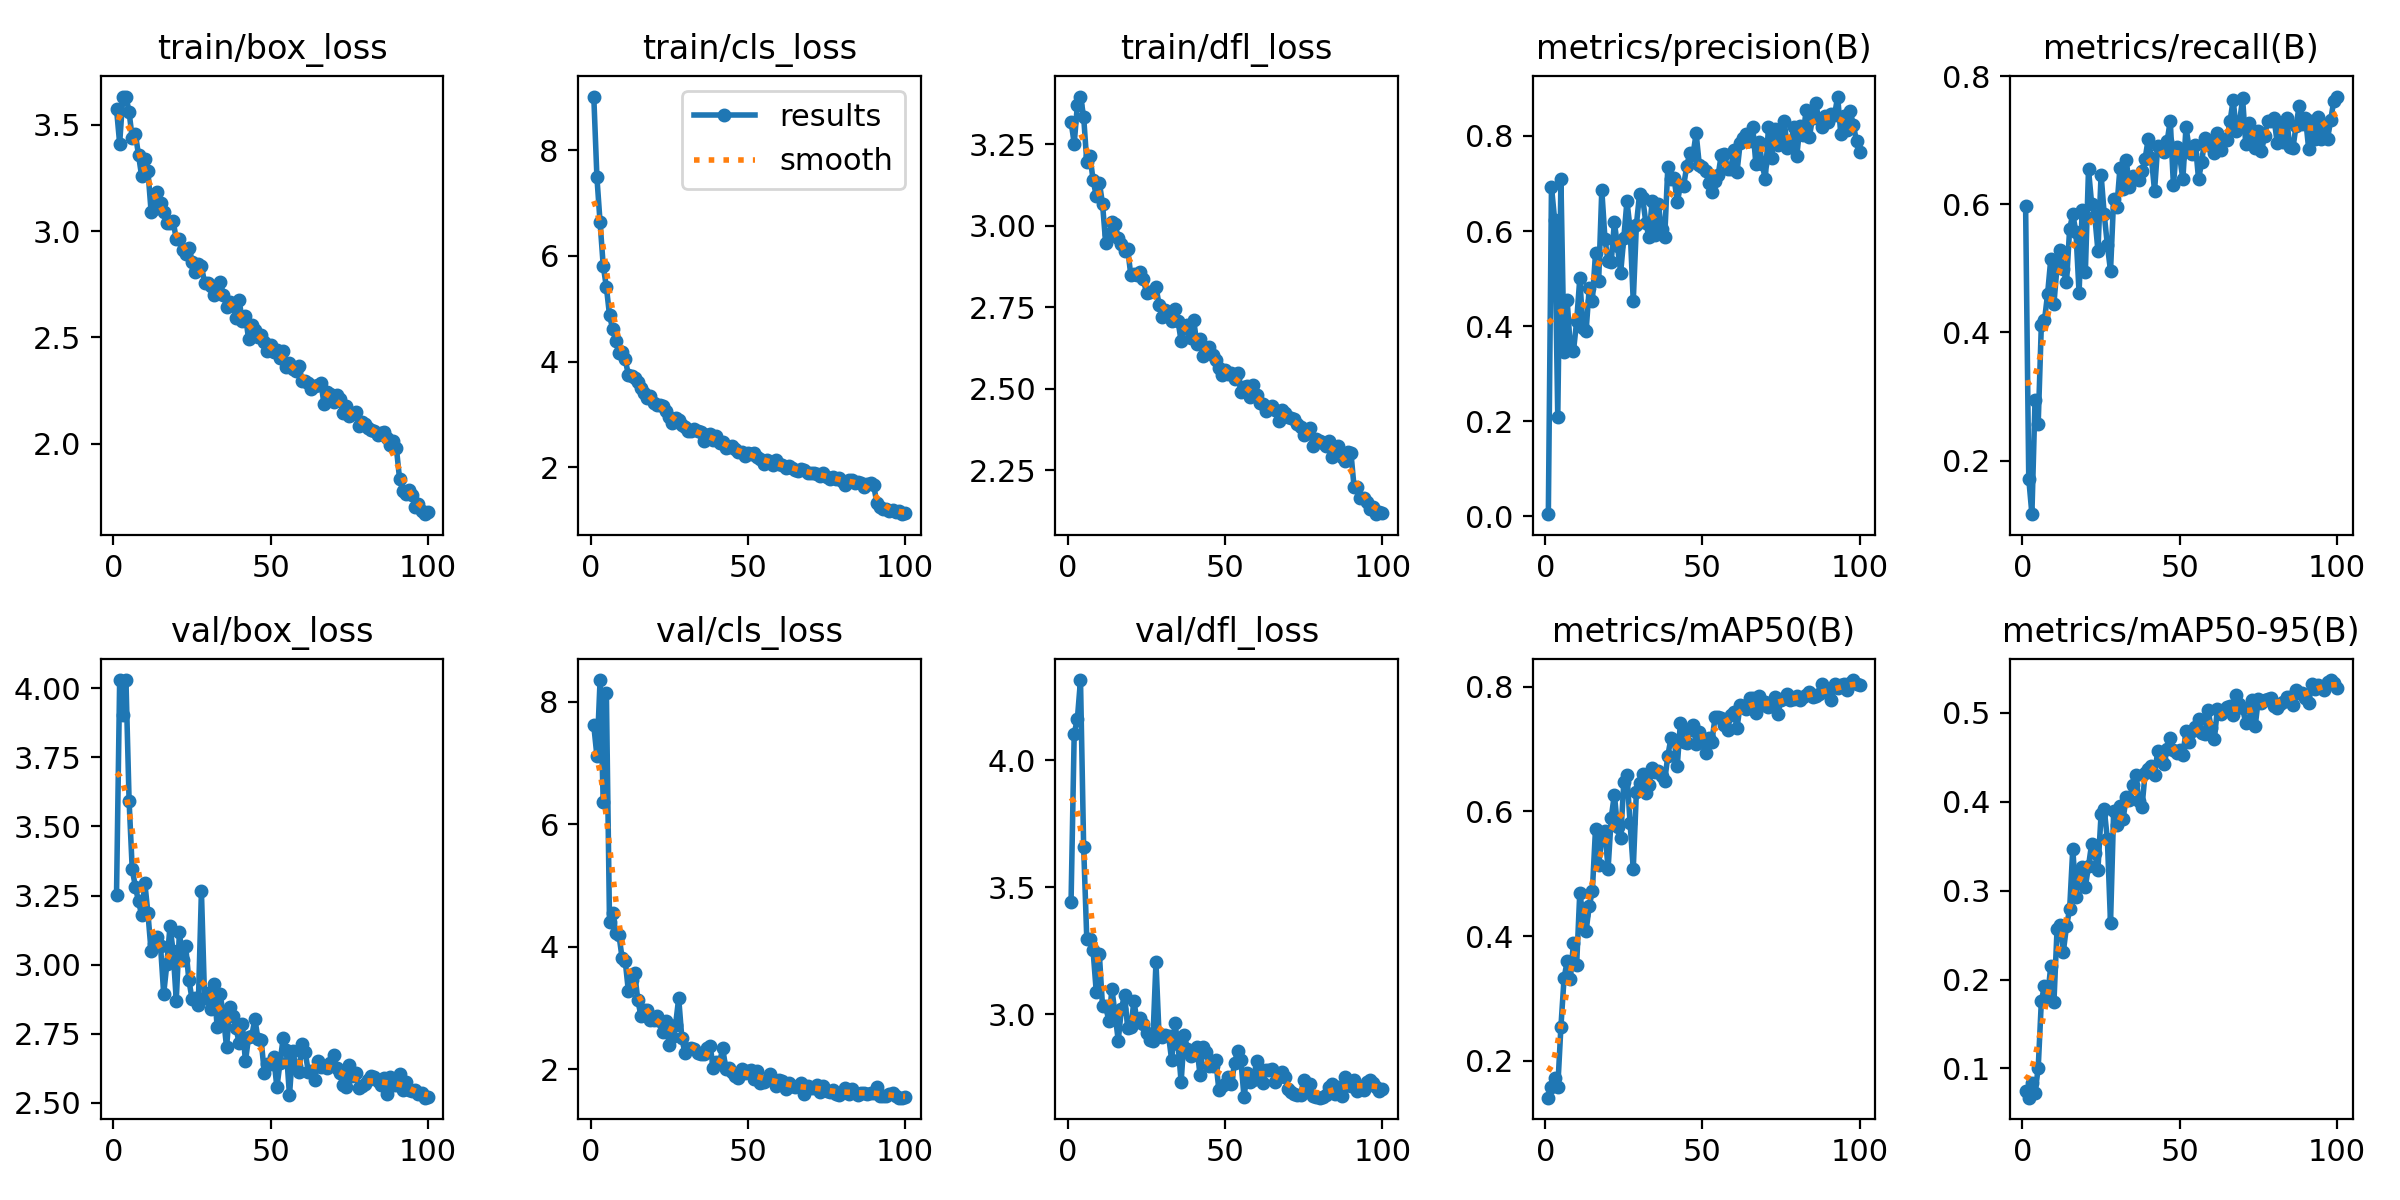 train/box_loss
3.5
3.0
2.5
2.0
0 50 100
train/cls_loss
results
smooth
8
6
4
2
0 50 100
train/dfl_loss
3.25
3.00
2.75
2.50
2.25
0 50 100
metrics/precision(B)
0.8
0.6
0.4
0.2
0.0
0 50 100
metrics/recall(B)
0.8
0.6
0.4
0.2
0 50 100
val/box_loss
4.00
3.75
3.50
3.25
3.00
2.75
2.50
0 50 100
val/cls_loss
8
6
4
2
0 50 100
val/dfl_loss
4.0
3.5
3.0
0 50 100
metrics/mAP50(B)
0.8
0.6
0.4
0.2
0 50 100
metrics/mAP50-95(B)
0.5
0.4
0.3
0.2
0.1
0 50 100